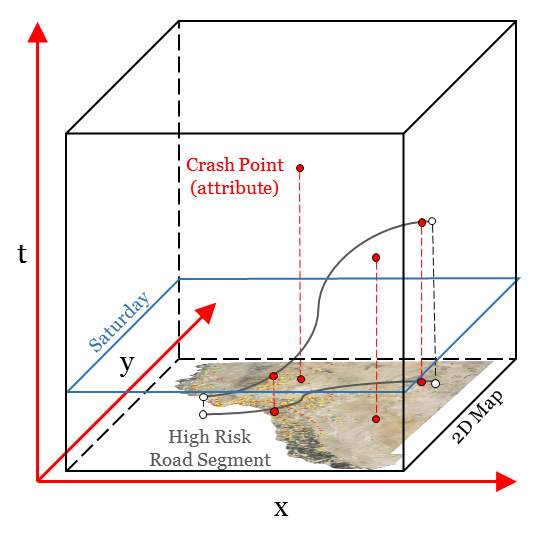 Crash Point
(attribute)
t
Saturday
y
High Risk
Road Segment
2D Map
x